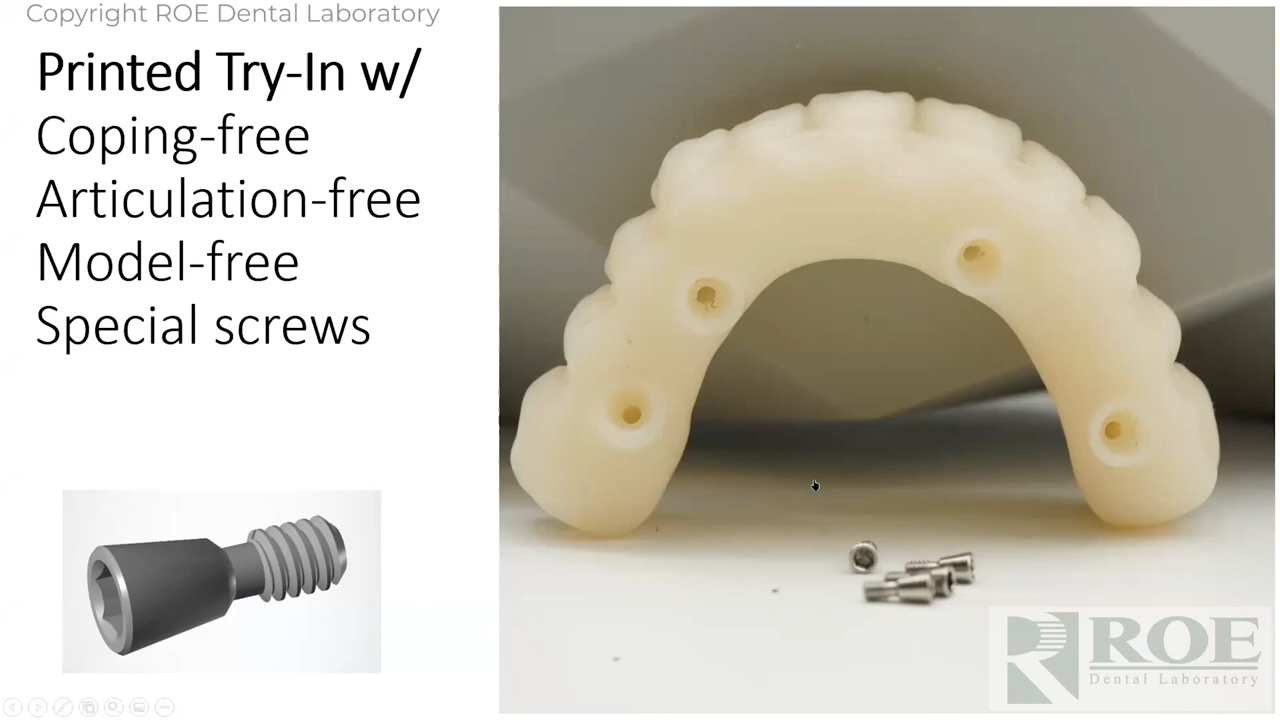 Copyright ROE Dental Laboratory
Printed Try-In w/
Coping-free
Articulation-free
Model-free
Special screws
ROE
Dental Laboratory